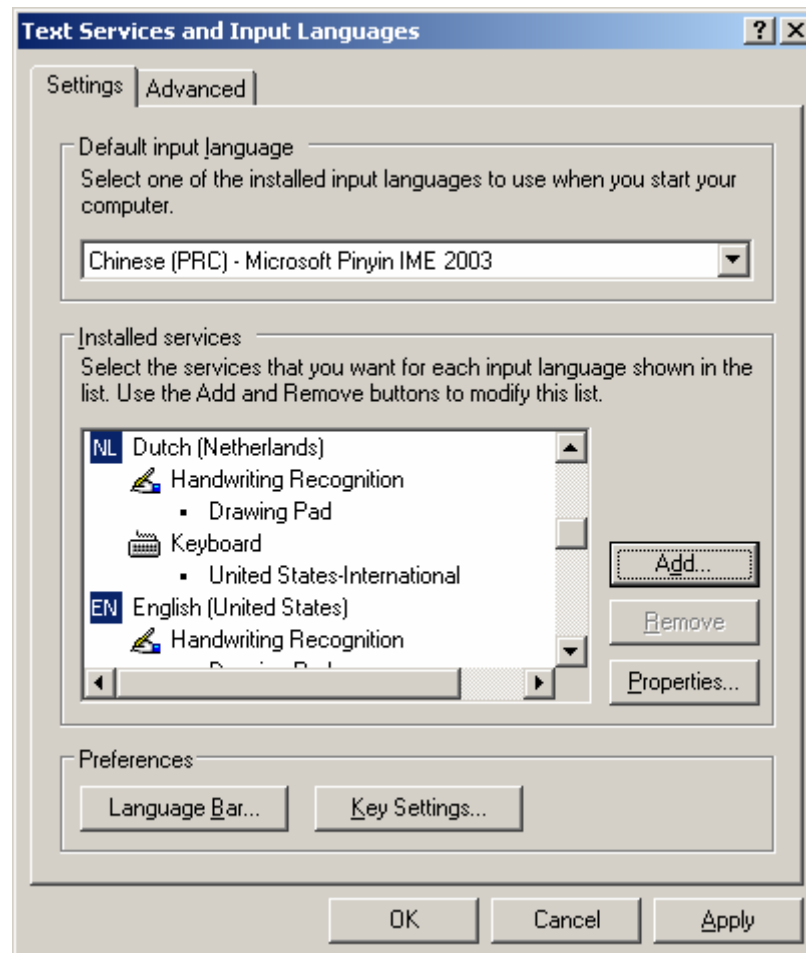 Text Services and Input Languages
Settings
Advanced
Default input language
Select one of the installed input languages to use when you start your
computer.
Chinese (PRC) - Microsoft Pinyin IME 2003
Installed services
Select the services that you want for each input language shown in the
list. Use the Add and Remove buttons to modify this list.
NL Dutch (Netherlands)
Handwriting Recognition
▪ Drawing Pad
Keyboard
▪ United States-International
EN English (United States)
Handwriting Recognition
Add...
Remove
Properties...
Preferences
Language Bar...
Key Settings...
OK
Cancel
Apply